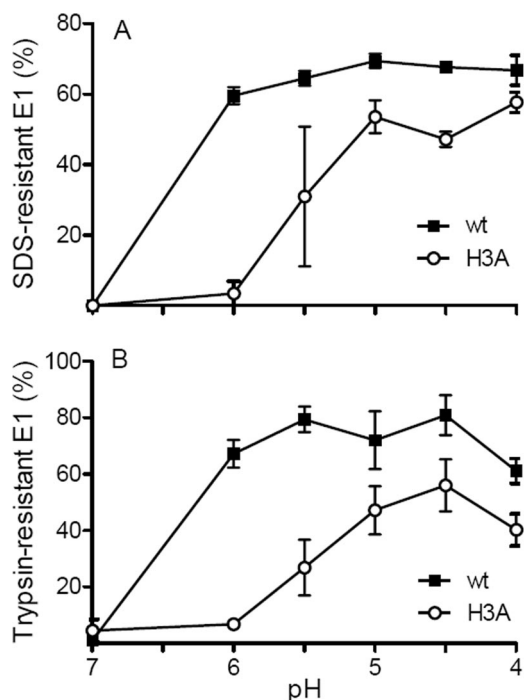 A
SDS-resistant E1 (%)
80
60
40
20
wt
H3A
B
Trypsin-resistant E1 (%)
100
80
60
40
20
wt
H3A
7 6 5 4
pH